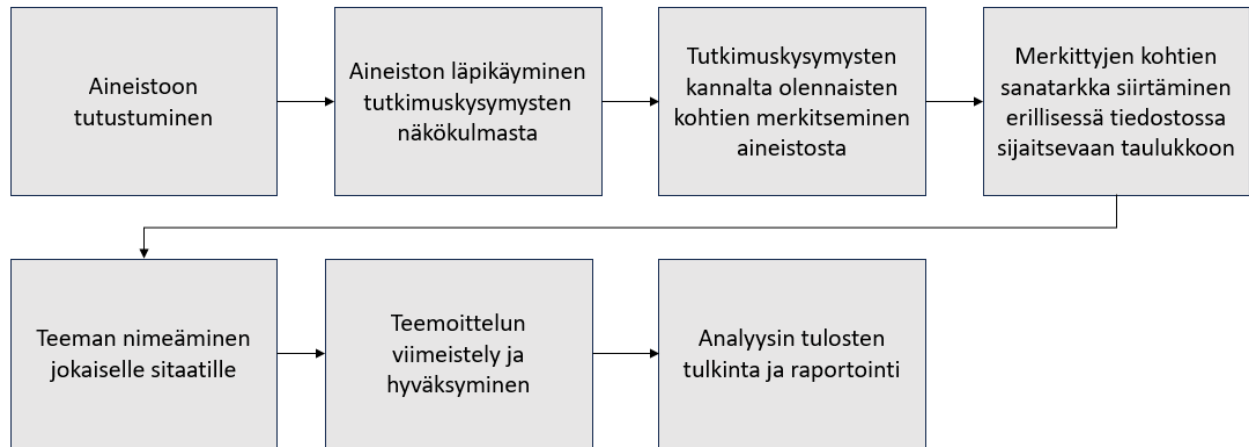 Aineistoon
tutustuminen
Aineiston läpikäyminen
tutkimuskysymysten
näkökulmasta
Tutkimuskysymysten
kannalta olennaisten
kohtien merkitseminen
aineistosta
Merkittyjen kohtien
sanatarkka siirtäminen
erillisessä tiedostossa
sijaitsevaan taulukkoon
Teeman nimeäminen
jokaiselle sitaatille
Teemoittelun
viimeistely ja
hyväksyminen
Analyysin tulosten
tulkinta ja raportointi